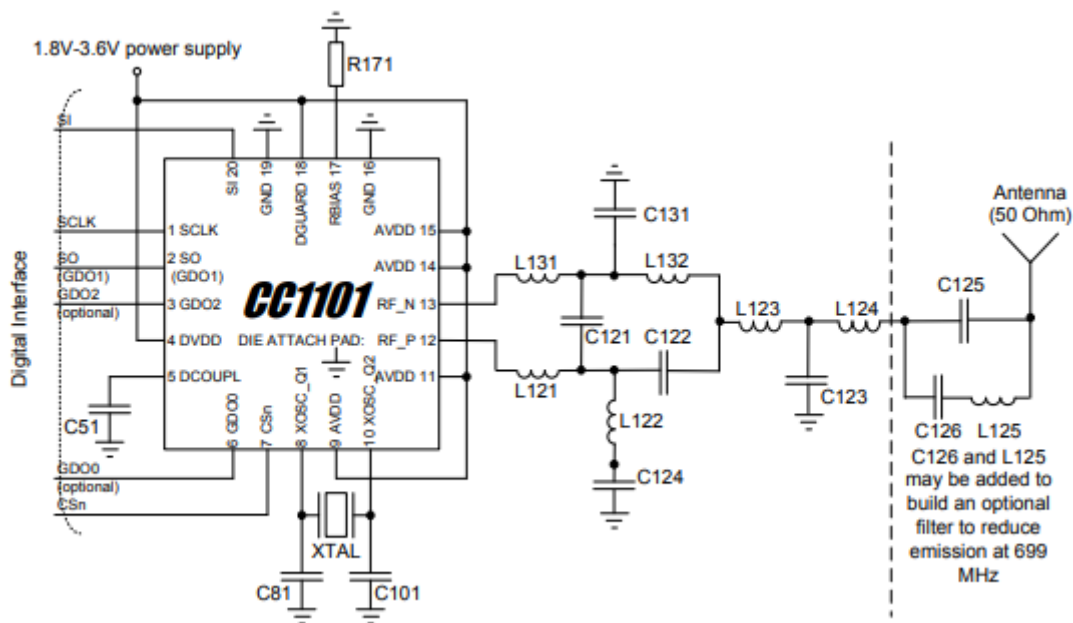 1.8V-3.6V power supply
R171
SI
SI 20
GND 19
DGUARD 18
RBIAS 17
GND 16
Antenna
(50 Ohm)
C131
SCLK
1 SCLK
AVDD 15
SO
(GDO1)
2 SO
(GDO1)
AVDD 14
L131
L132
C125
GDO2
(optional)
3 GDO2
CC1101
RF_N 13
L123
L124
C121
C122
4 DVDD
DIE ATTACH PAD:
RF_P 12
Digital Interface
5 DCOUPL
AVDD 11
L121
C123
C51
GDO0 6
CSn 7
XOSC_Q1 8
AVDD 9
XOSC_Q2 10
L122
C126
L125
GDO0
(optional)
CSn
C124
XTAL
C81
C101
C126 and L125
may be added to
build an optional
filter to reduce
emission at 699
MHz